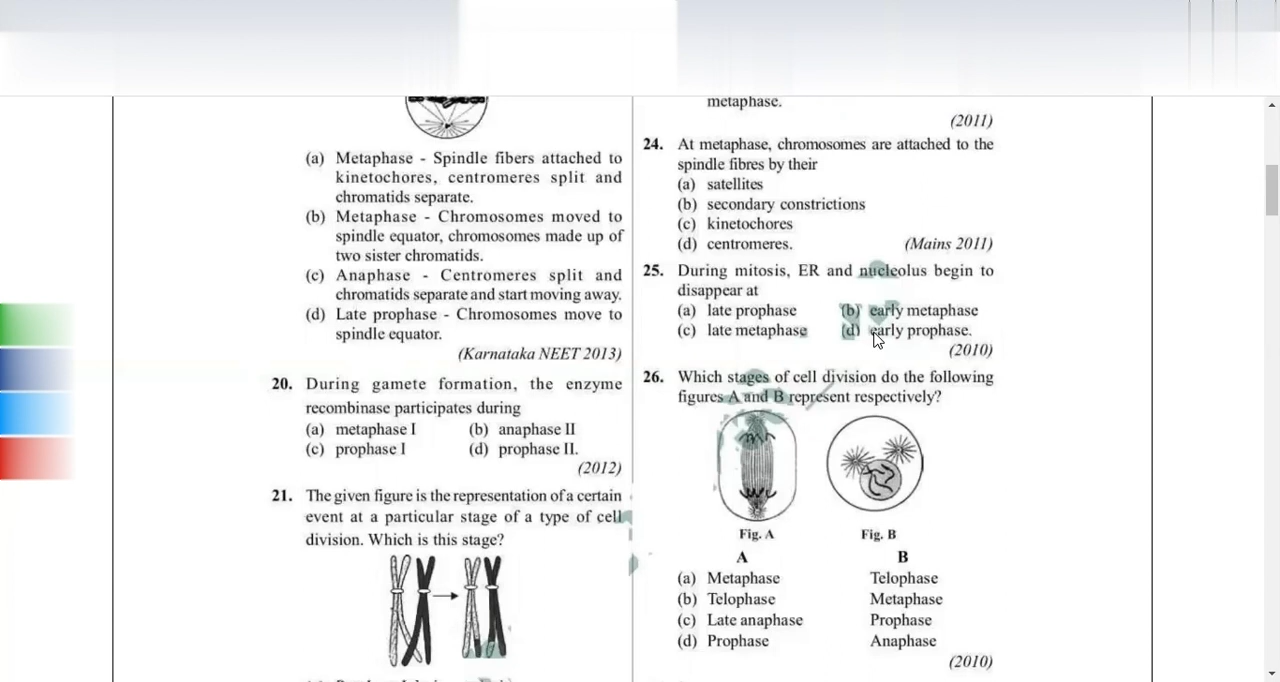 (a) Metaphase - Spindle fibers attached to
kinetochores, centromeres split and
chromatids separate.
(b) Metaphase - Chromosomes moved to
spindle equator, chromosomes made up of
two sister chromatids.
(c) Anaphase - Centromeres split and
chromatids separate and start moving away.
(d) Late prophase - Chromosomes move to
spindle equator.
(Karnataka NEET 2013)
20. During gamete formation, the enzyme
recombinase participates during
(a) metaphase I (b) anaphase II
(c) prophase I (d) prophase II.
(2012)
21. The given figure is the representation of a certain
event at a particular stage of a type of cell
division. Which is this stage?
metaphase.
(2011)
24. At metaphase, chromosomes are attached to the
spindle fibres by their
(a) satellites
(b) secondary constrictions
(c) kinetochores
(d) centromeres. (Mains 2011)
25. During mitosis, ER and nucleolus begin to
disappear at
(a) late prophase (b) early metaphase
(c) late metaphase (d) early prophase.
(2010)
26. Which stages of cell division do the following
figures A and B represent respectively?
Fig. A Fig. B
A B
(a) Metaphase Telophase
(b) Telophase Metaphase
(c) Late anaphase Prophase
(d) Prophase Anaphase
(2010)